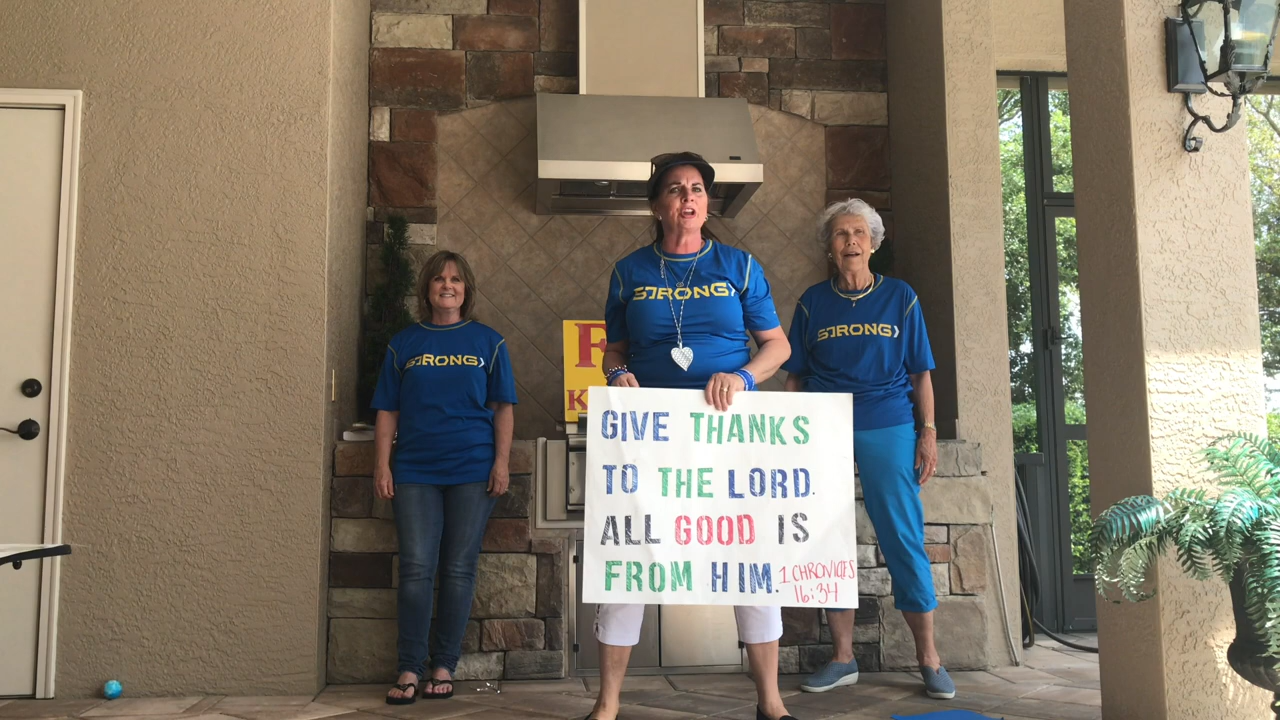 STRONG>
STRONG>
STRONG>
F
K
GIVE THANKS
TO THE LORD.
ALL GOOD IS
FROM HIM.
1 CHRONICLES
16:34